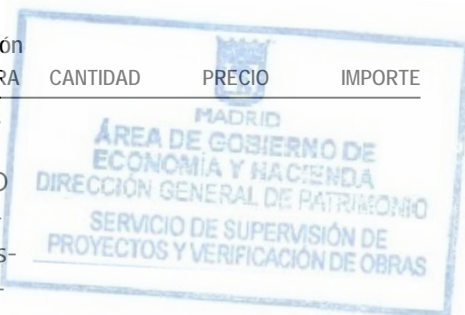 ón
RA CANTIDAD PRECIO IMPORTE
MADRID
ÁREA DE GOBIERNO DE
ECONOMÍA Y HACIENDA
DIRECCIÓN GENERAL DE PATRIMONIO
SERVICIO DE SUPERVISIÓN DE
PROYECTOS Y VERIFICACIÓN DE OBRAS
O
s-